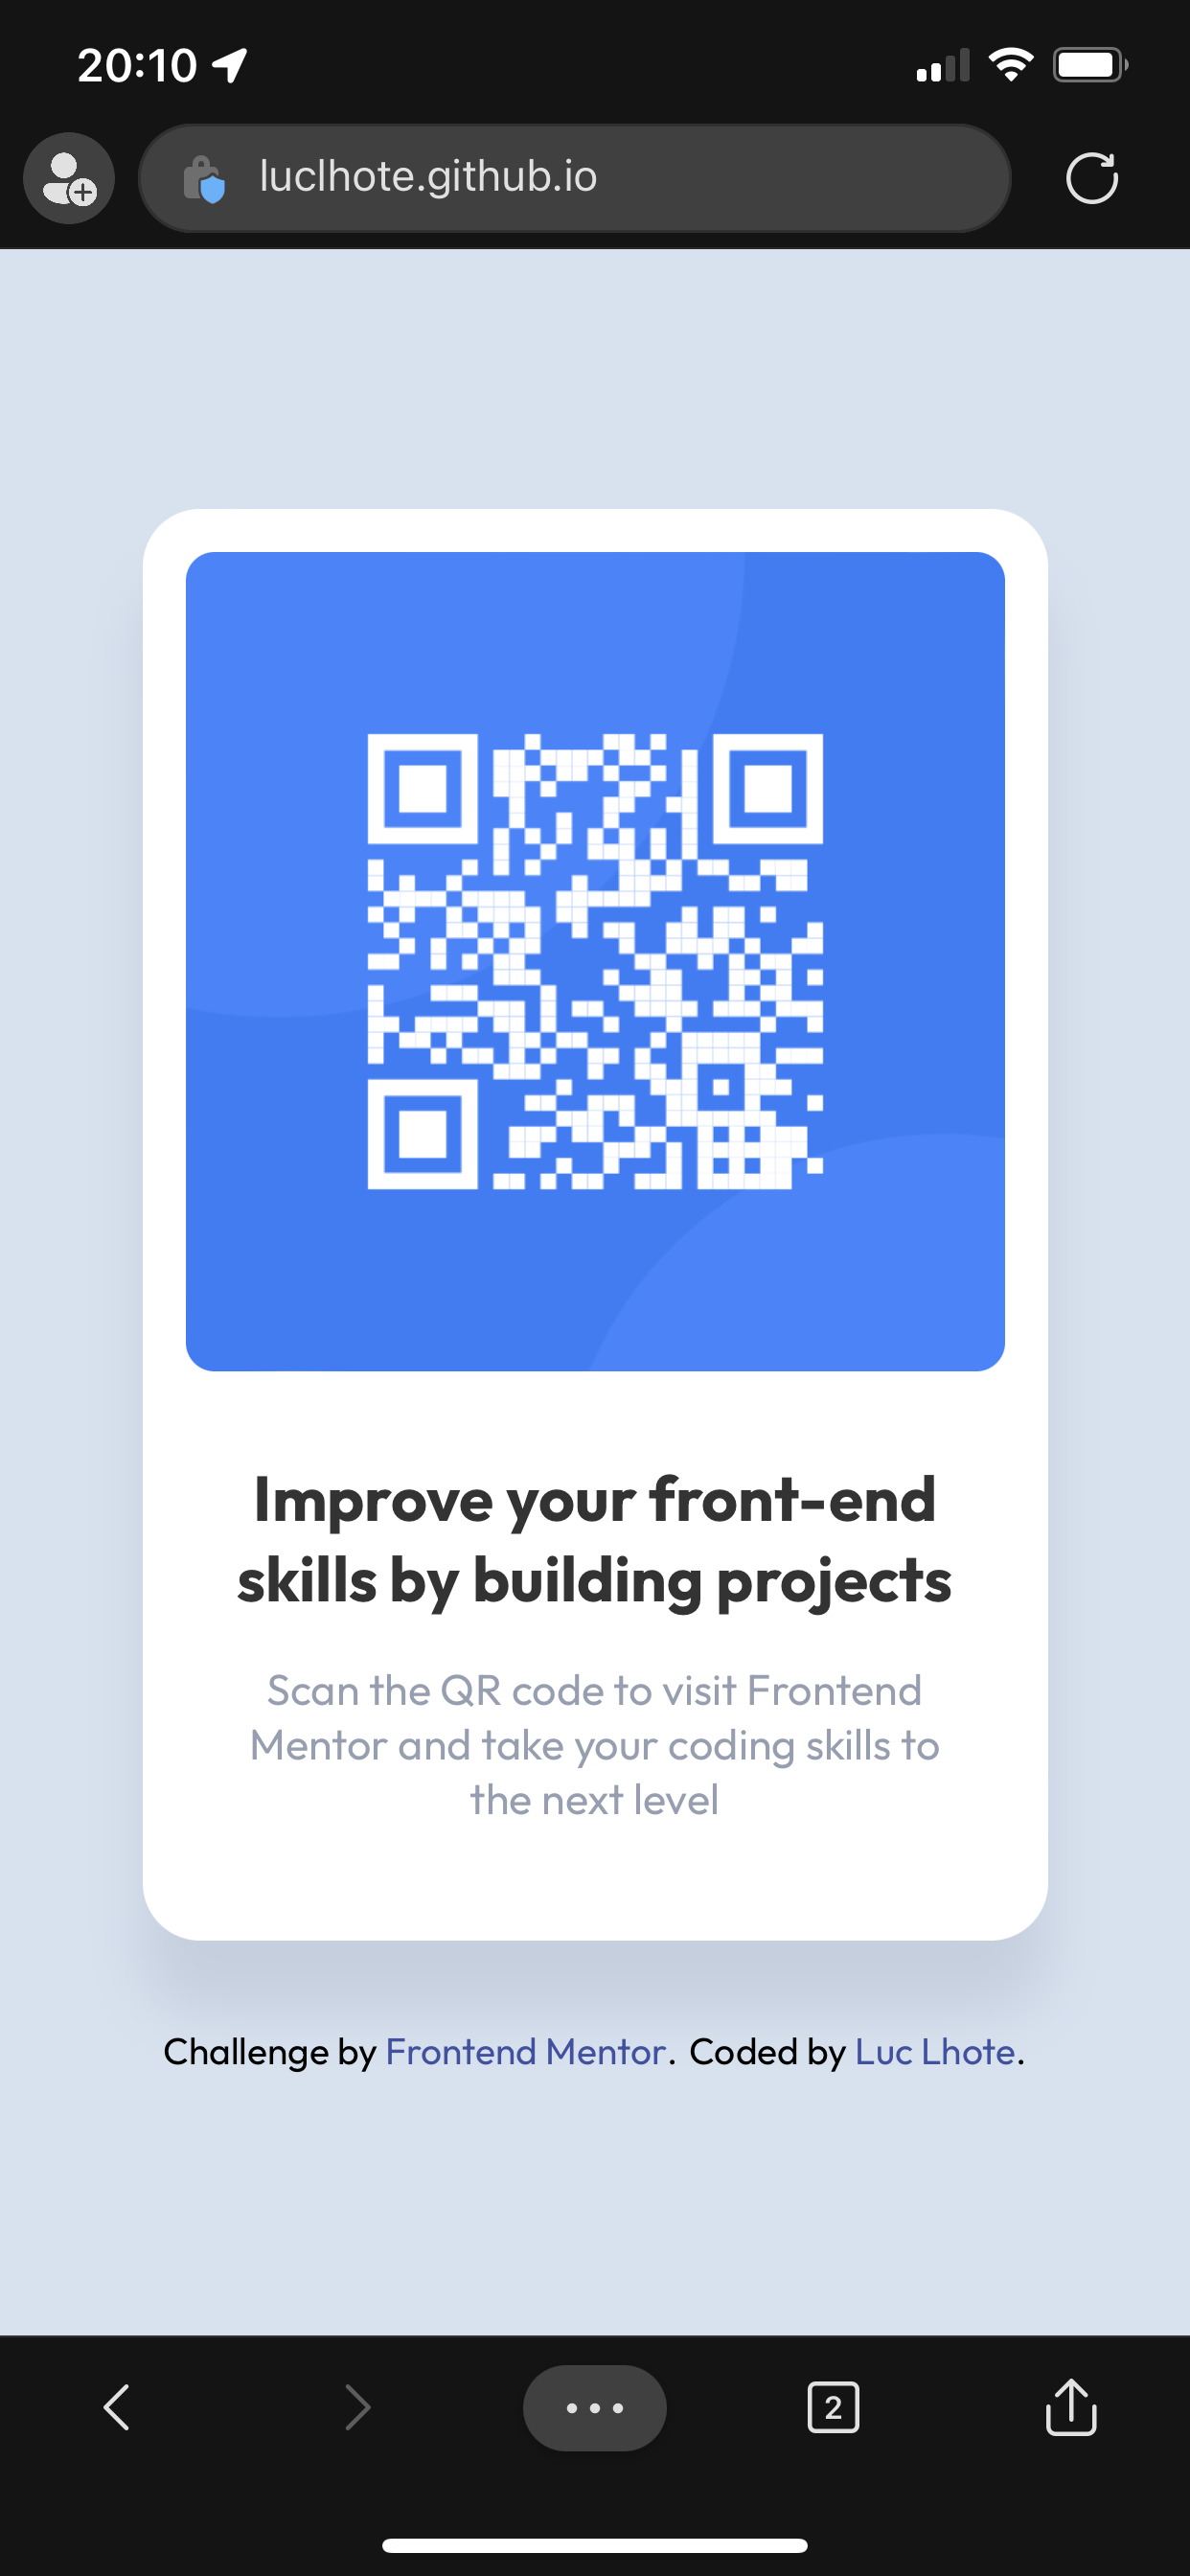 20:10
luclhote.github.io
Improve your front-end
skills by building projects
Scan the QR code to visit Frontend
Mentor and take your coding skills to
the next level
Challenge by Frontend Mentor. Coded by Luc Lhote.
2